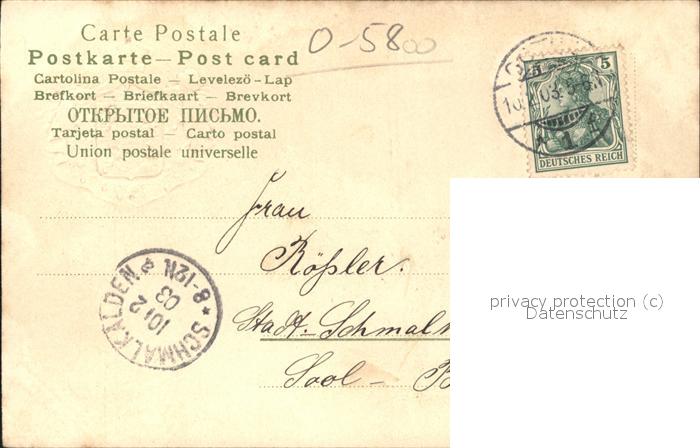 Carte Postale
Postkarte — Post card
Cartolina Postale — Levelezö-Lap
Brefkort — Briefkaart — Brevkort
ОТКРЫТОЕ ПИСЬМО.
Tarjeta postal — Carto postal
Union postale universelle
0-5800
5 5
DEUTSCHES REICH
Frau
Rößler.
Stadt-Schmalk
Sool -
SCHMALKALDEN
10 2
03
8-12N
privacy protection (c)
Datenschutz